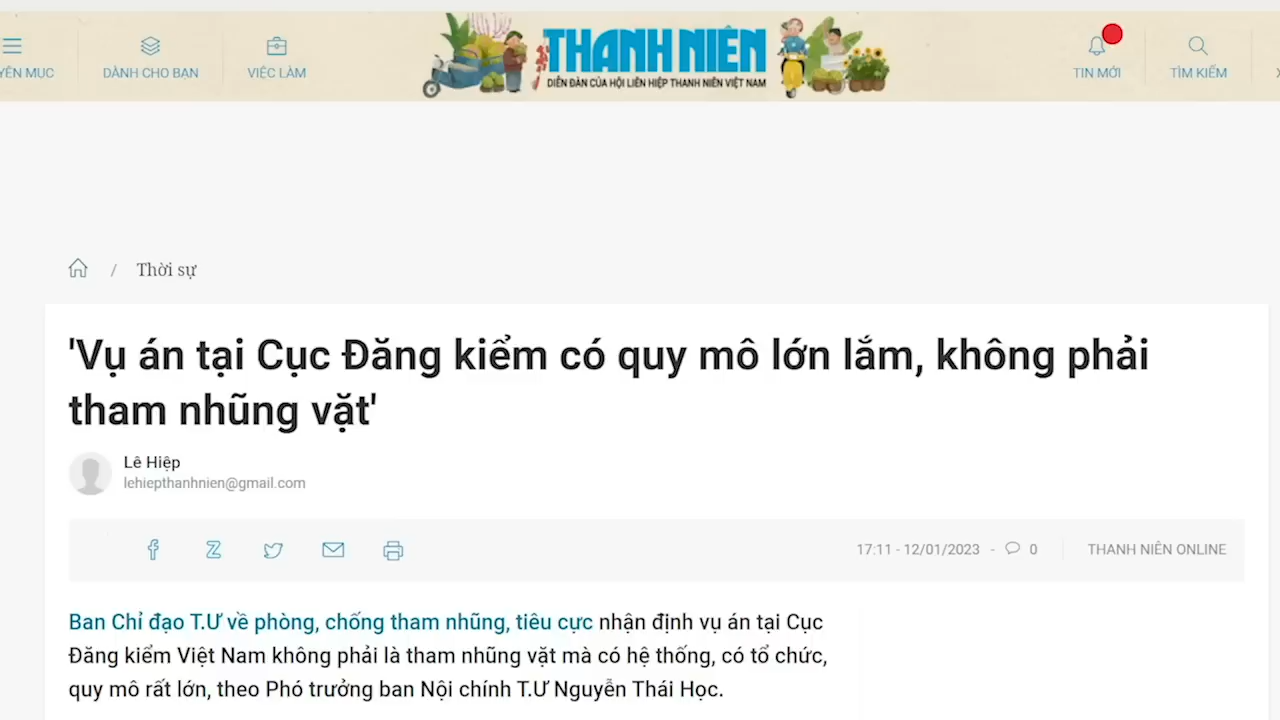 YÊN MỤC
DÀNH CHO BẠN
VIỆC LÀM
THANH NIÊN
DIỄN ĐÀN CỦA HỘI LIÊN HIỆP THANH NIÊN VIỆT NAM
TIN MỚI
TÌM KIẾM
/ Thời sự
'Vụ án tại Cục Đăng kiểm có quy mô lớn lắm, không phải
tham nhũng vặt'
Lê Hiệp
lehiepthanhnien@gmail.com
17:11 - 12/01/2023 - 0 THANH NIÊN ONLINE
Ban Chỉ đạo T.Ư về phòng, chống tham nhũng, tiêu cực nhận định vụ án tại Cục
Đăng kiểm Việt Nam không phải là tham nhũng vặt mà có hệ thống, có tổ chức,
quy mô rất lớn, theo Phó trưởng ban Nội chính T.Ư Nguyễn Thái Học.